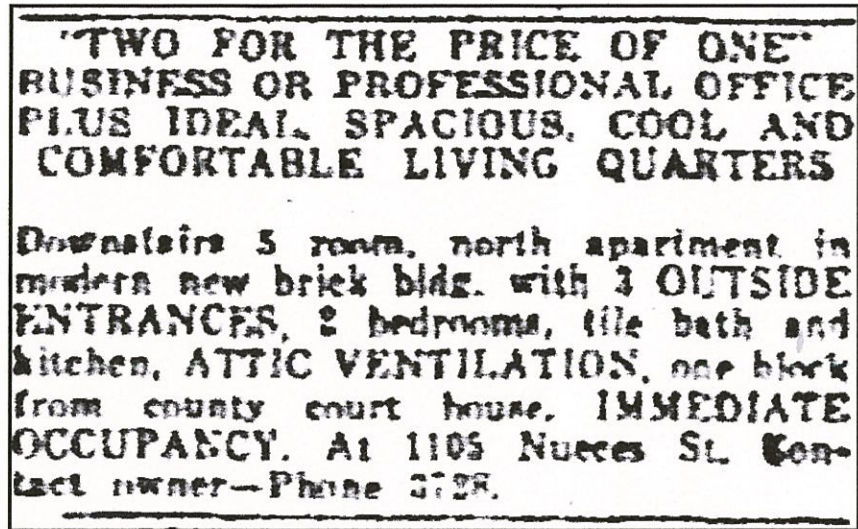 "TWO FOR THE PRICE OF ONE"
BUSINESS OR PROFESSIONAL OFFICE
PLUS IDEAL, SPACIOUS, COOL AND
COMFORTABLE LIVING QUARTERS
Downstairs 5 room, north apartment in
modern new brick bldg. with 3 OUTSIDE
ENTRANCES, 2 bedrooms, tile bath and
kitchen, ATTIC VENTILATION, one block
from county court house. IMMEDIATE
OCCUPANCY. At 1105 Nueces St. Con-
tact owner—Phone